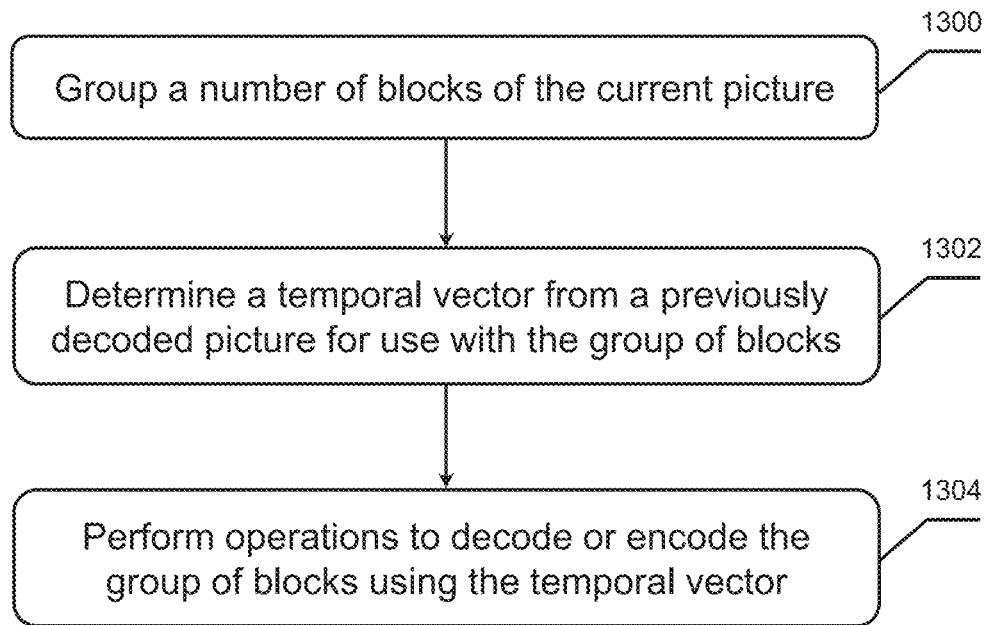 1300
Group a number of blocks of the current picture
1302
Determine a temporal vector from a previously
decoded picture for use with the group of blocks
1304
Perform operations to decode or encode the
group of blocks using the temporal vector